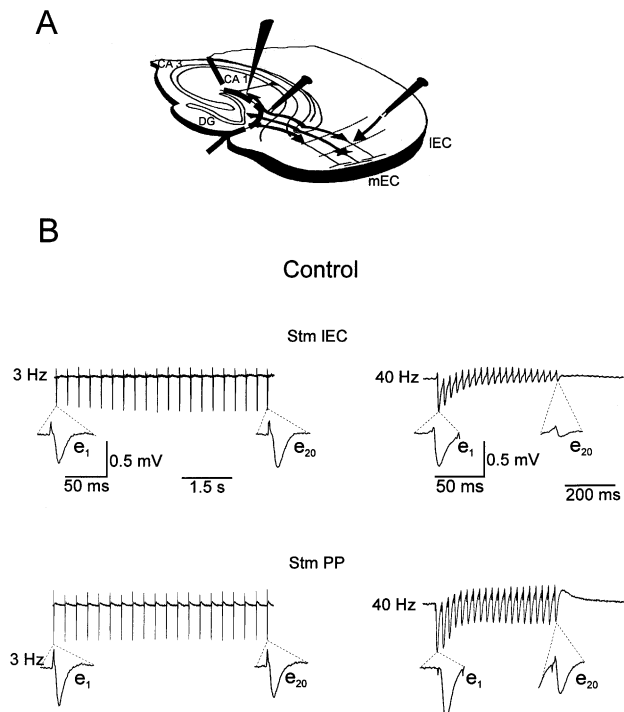 A
CA 3
CA 1
DG
lEC
mEC
B
Control
Stm lEC
3 Hz
40 Hz
e1
e20
e1
e20
0.5 mV
50 ms
1.5 s
0.5 mV
50 ms
200 ms
Stm PP
40 Hz
3 Hz
e1
e20
e1
e20